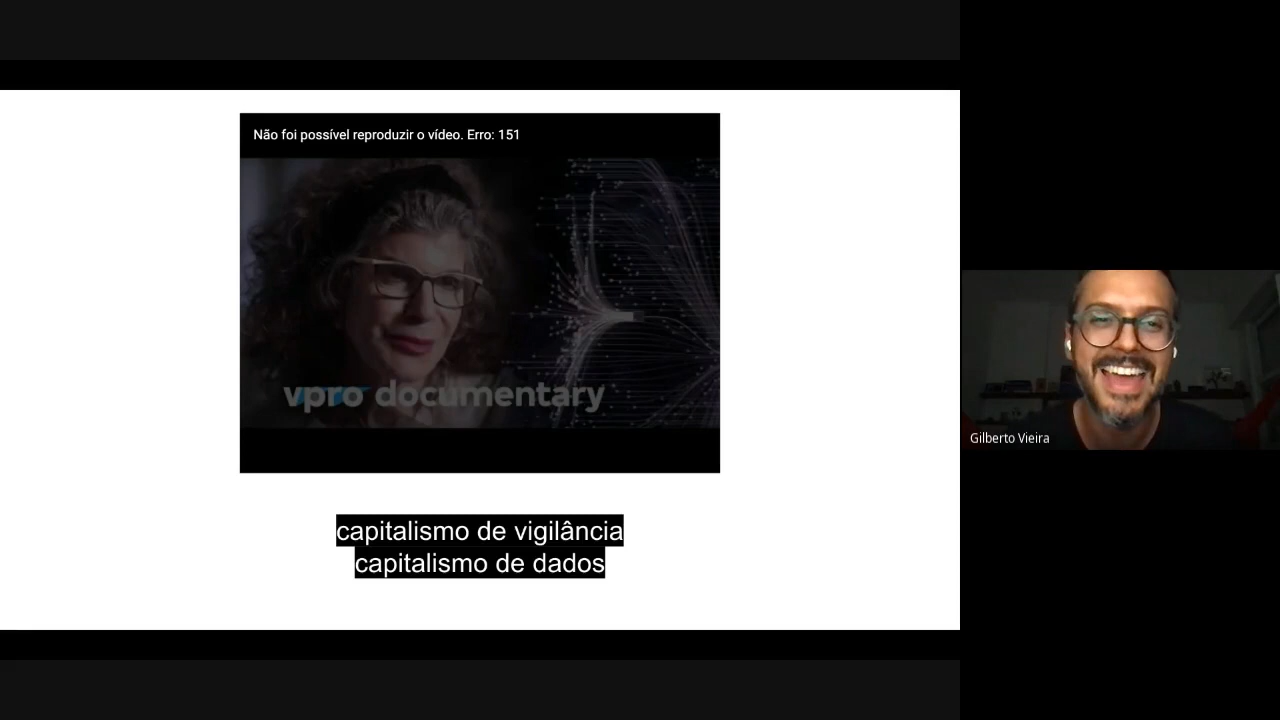 Não foi possível reproduzir o vídeo. Erro: 151
vpro documentary
capitalismo de vigilância
capitalismo de dados
Gilberto Vieira